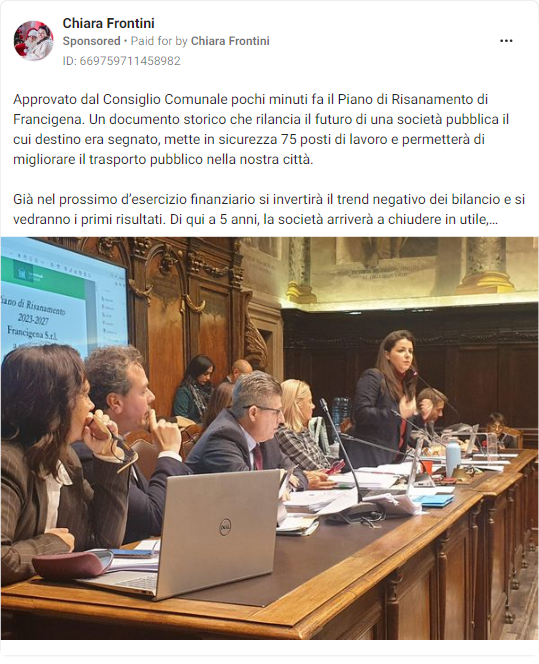 Chiara Frontini
Sponsored • Paid for by Chiara Frontini
ID: 669759711458982
Approvato dal Consiglio Comunale pochi minuti fa il Piano di Risanamento di
Francigena. Un documento storico che rilancia il futuro di una società pubblica il
cui destino era segnato, mette in sicurezza 75 posti di lavoro e permetterà di
migliorare il trasporto pubblico nella nostra città.
Già nel prossimo d’esercizio finanziario si invertirà il trend negativo dei bilancio e si
vedranno i primi risultati. Di qui a 5 anni, la società arriverà a chiudere in utile,...
Piano di Risanamento
2023-2027
Francigena S.r.l.
DELL